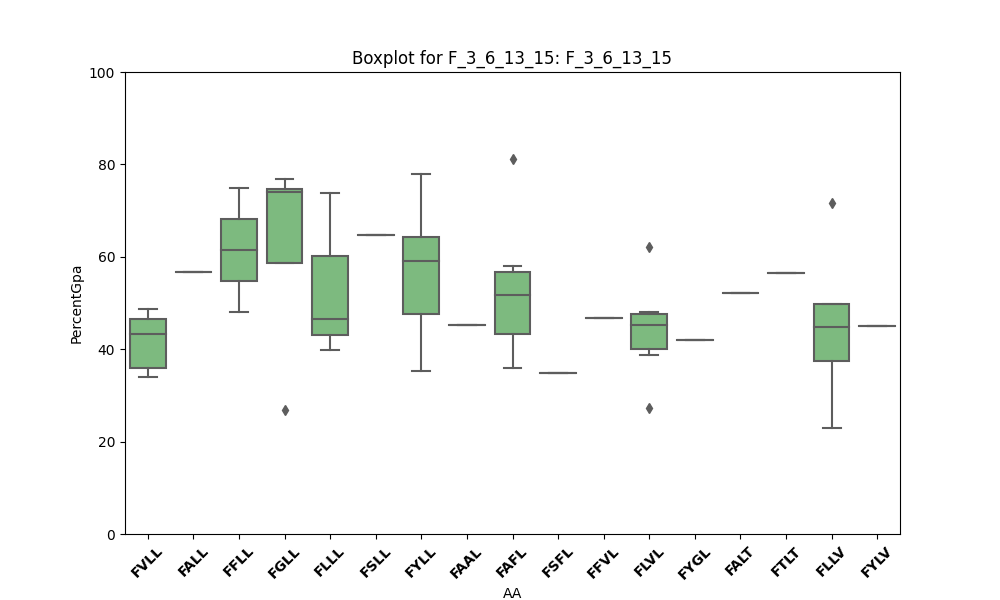 Boxplot for F_3_6_13_15: F_3_6_13_15
PercentGpa
100
80
60
40
20
0
FVLL FALL FFLL FGLL FLLL FSLL FYLL FAAL FAFL FSFL FFVL FLVL FYGL FALT FTLT FLLV FYLV
AA